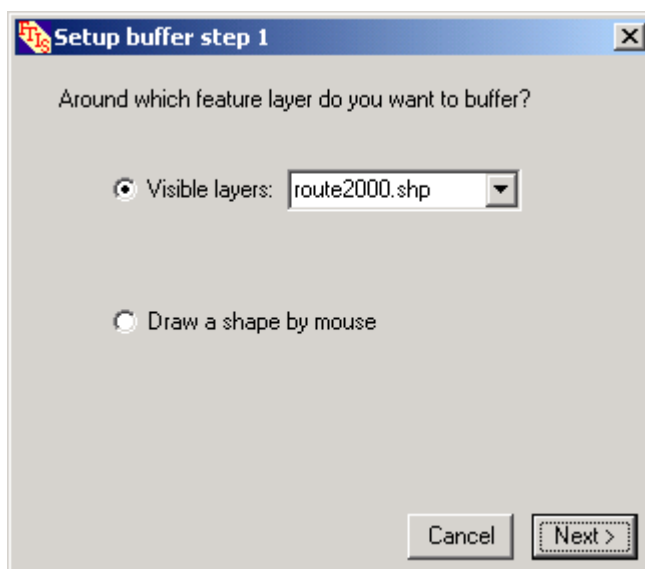 FTIS
Setup buffer step 1
Around which feature layer do you want to buffer?
Visible layers: route2000.shp
Draw a shape by mouse
Cancel Next >